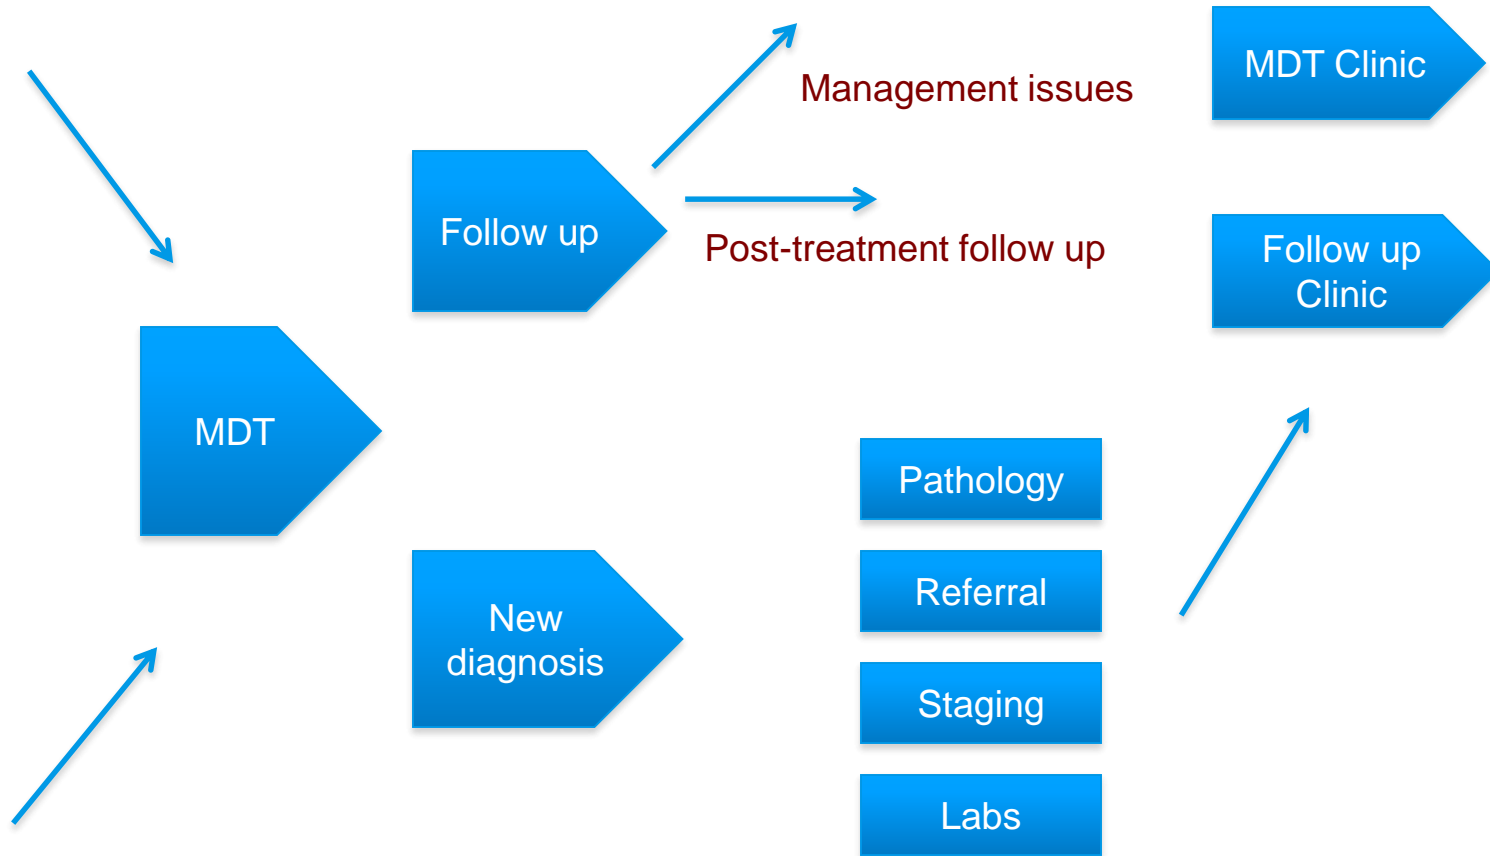 MDT
Follow up
Management issues
Post-treatment follow up
MDT Clinic
Follow up
Clinic
New
diagnosis
Pathology
Referral
Staging
Labs